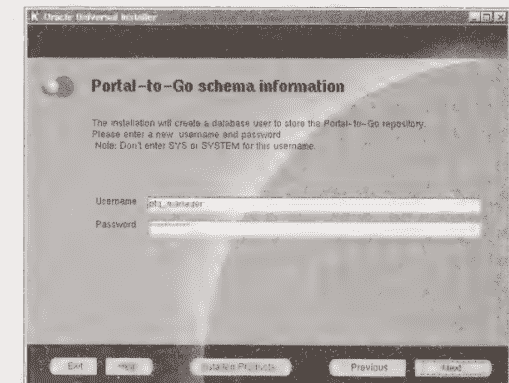 Oracle Universal Installer
Portal-to-Go schema information
The installation will create a database user to store the Portal-to-Go repository.
Please enter a new username and password
Note: Don't enter SYS or SYSTEM for this username.
Username
ptg_manager
Password
Exit
Help
Installed Products
Previous
Next